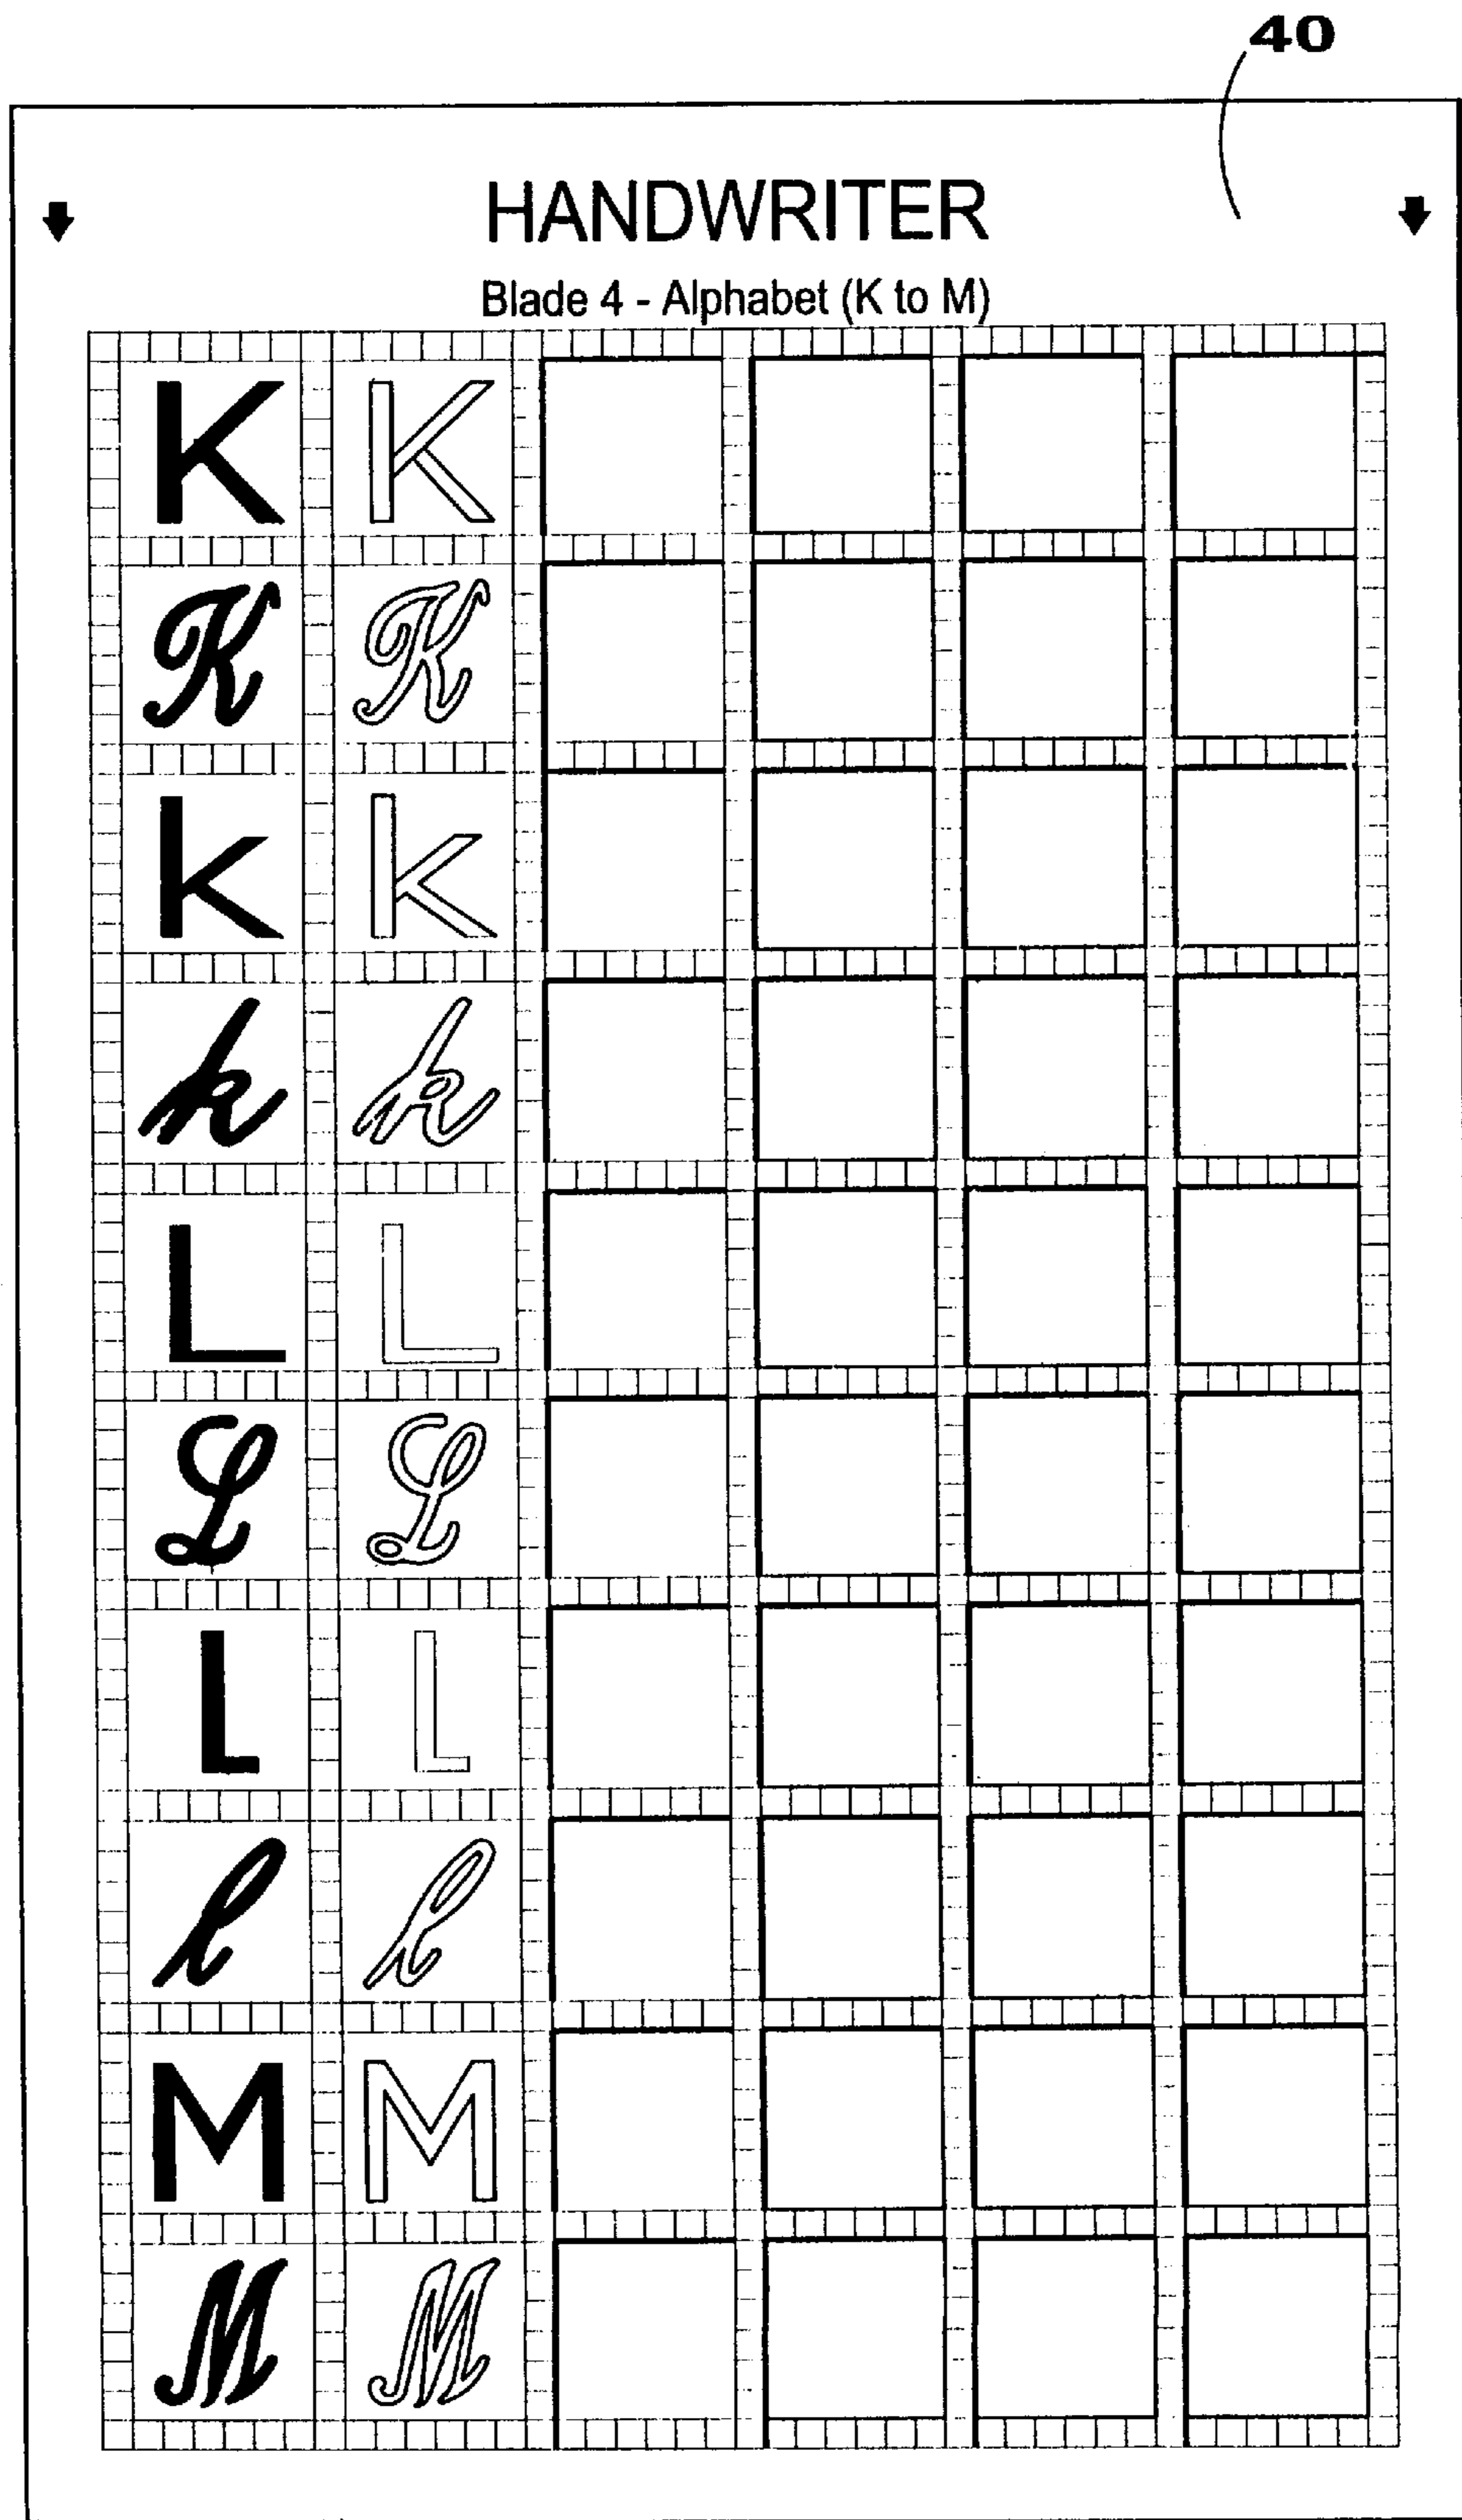 40
HANDWRITER
Blade 4 - Alphabet (K to M)
K K
K K
k k
k k
L L
L L
l l
l l
M M
M M